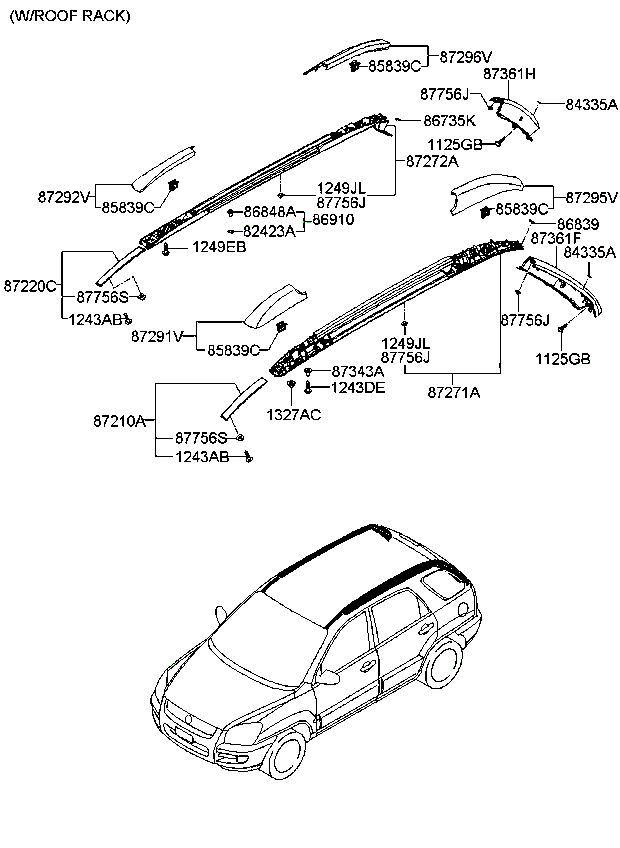 (W/ROOF RACK)
87296V
85839C
87361H
87756J
84335A
86735K
1125GB
87272A
87292V
85839C
1249JL
87756J
86848A
86910
82423A
1249EB
87295V
85839C
86839
87361F
84335A
87220C
87756S
1243AB
87291V
85839C
1249JL
87756J
87756J
1125GB
87343A
1243DE
87271A
1327AC
87210A
87756S
1243AB